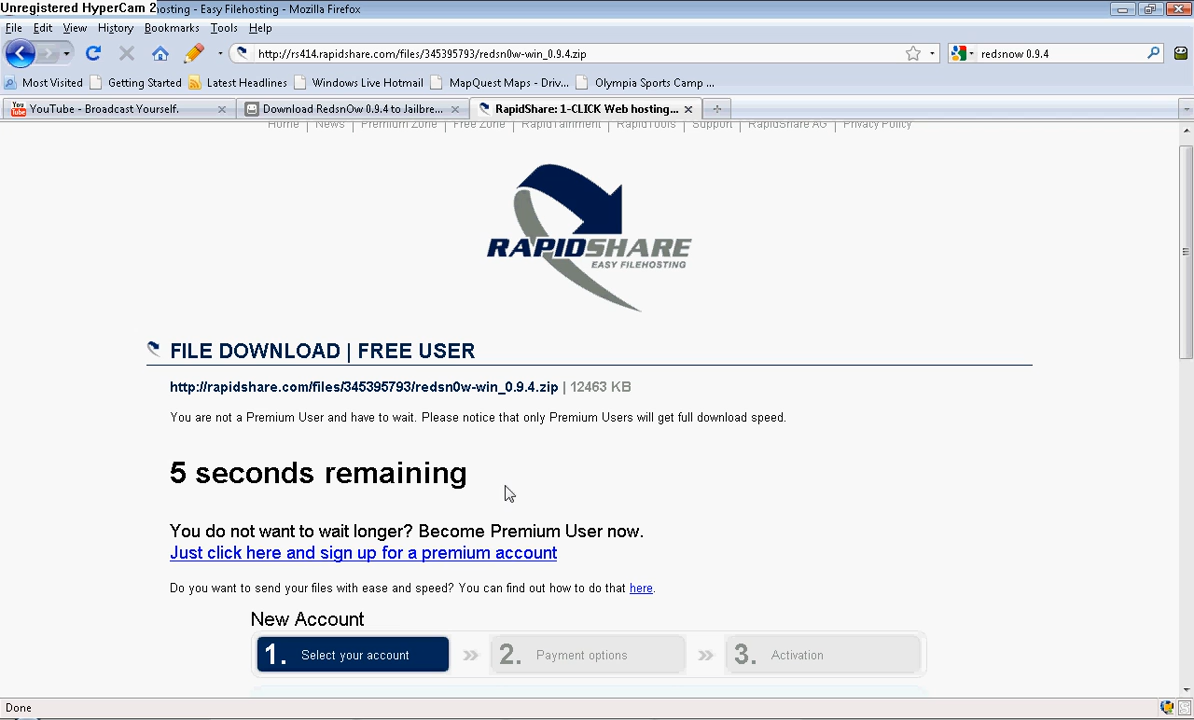 Unregistered HyperCam 2
osting - Easy Filehosting - Mozilla Firefox
File Edit View History Bookmarks Tools Help
http://rs414.rapidshare.com/files/345395793/redsn0w-win_0.9.4.zip
redsnow 0.9.4
Most Visited Getting Started Latest Headlines Windows Live Hotmail MapQuest Maps - Driv... Olympia Sports Camp ...
You Tube
YouTube - Broadcast Yourself.
Download RedsnOw 0.9.4 to Jailbre...
RapidShare: 1-CLICK Web hosting...
Home | News | Premium Zone | Free Zone | RapidTainment | RapidTools | Support | RapidShare AG | Privacy Policy
RAPIDSHARE
EASY FILEHOSTING
FILE DOWNLOAD | FREE USER
http://rapidshare.com/files/345395793/redsn0w-win_0.9.4.zip | 12463 KB
You are not a Premium User and have to wait. Please notice that only Premium Users will get full download speed.
5 seconds remaining
You do not want to wait longer? Become Premium User now.
Just click here and sign up for a premium account
Do you want to send your files with ease and speed? You can find out how to do that here.
New Account
1. Select your account >> 2. Payment options >> 3. Activation
Done